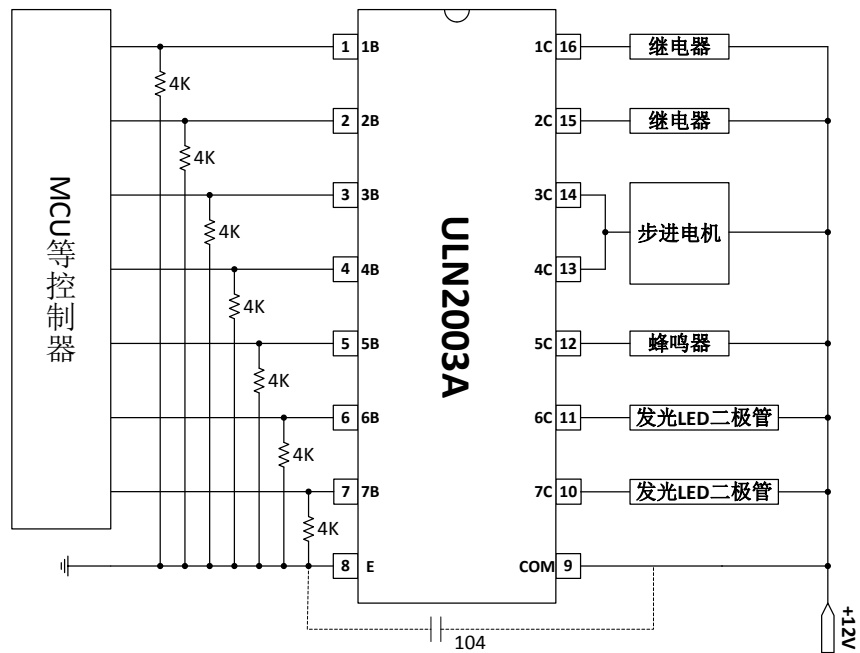 MCU等控制器
4K
4K
4K
4K
4K
4K
4K
1 1B
2 2B
3 3B
4 4B
5 5B
6 6B
7 7B
8 E
ULN2003A
1C 16
2C 15
3C 14
4C 13
5C 12
6C 11
7C 10
COM 9
继电器
继电器
步进电机
蜂鸣器
发光LED二极管
发光LED二极管
104
+12V